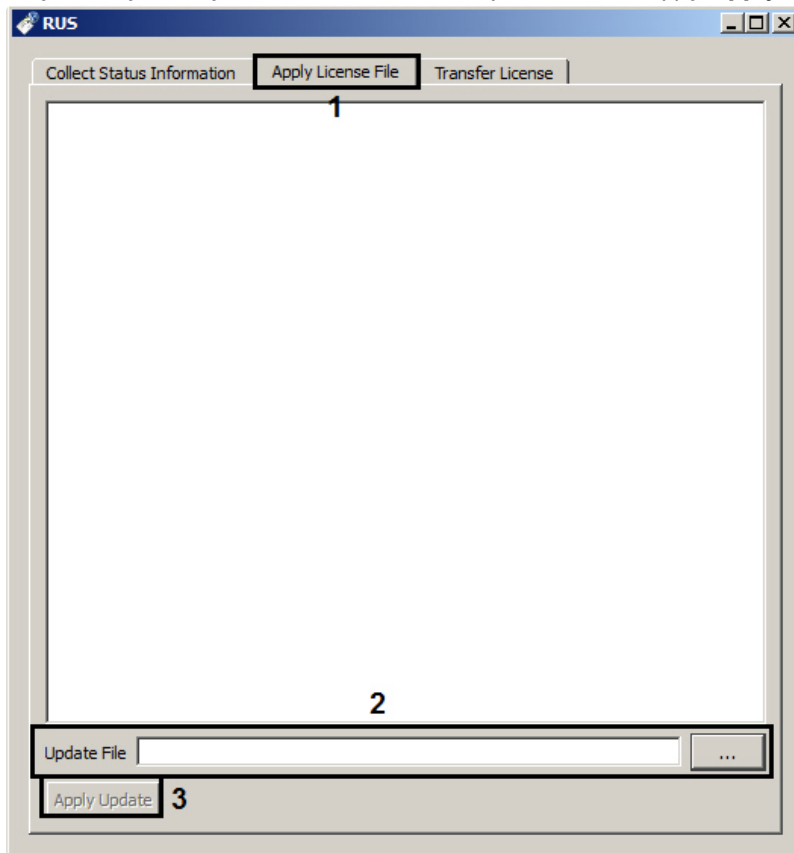 RUS
Collect Status Information Apply License File Transfer License
1
2
Update File ...
Apply Update 3